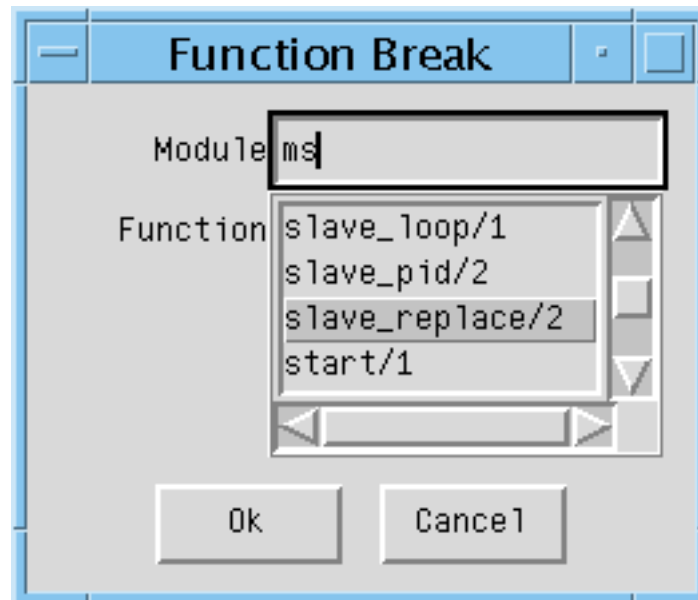 Function Break
Module ms
Function
slave_loop/1
slave_pid/2
slave_replace/2
start/1
Ok Cancel